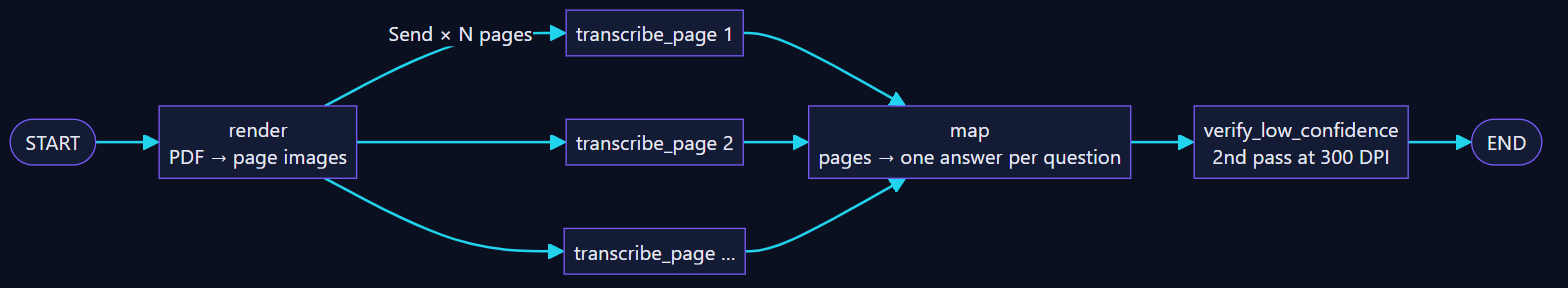 START
render
PDF → page images
Send × N pages
transcribe_page 1
transcribe_page 2
transcribe_page ...
map
pages → one answer per question
verify_low_confidence
2nd pass at 300 DPI
END